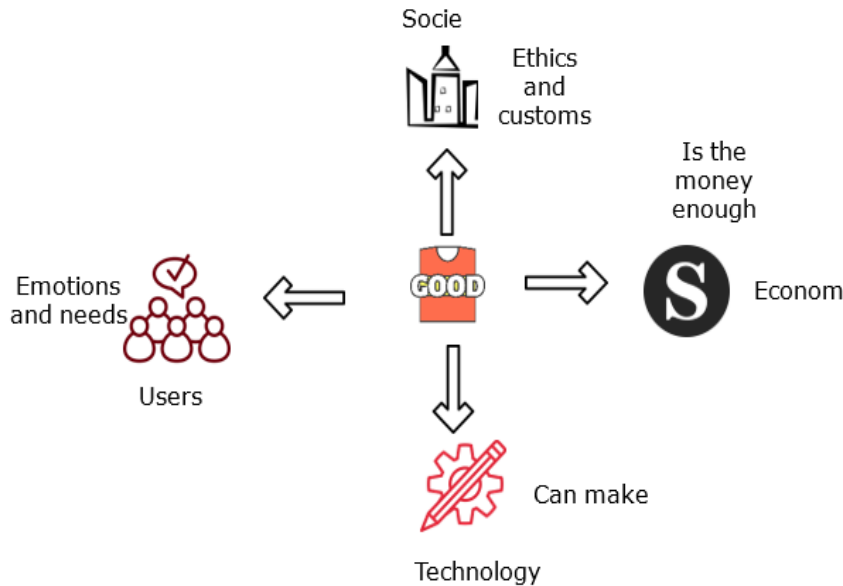 Socie
Ethics
and
customs
Is the
money
enough
Emotions
and needs
GOOD
S
Econom
Users
Can make
Technology